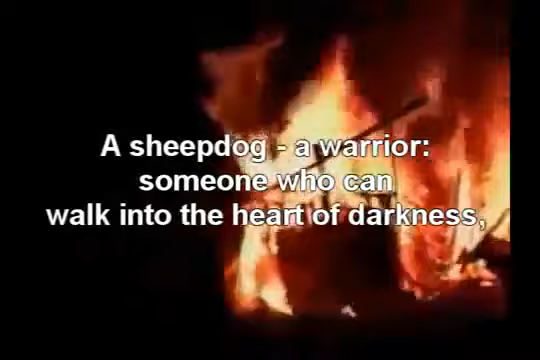 A sheepdog - a warrior:
someone who can
walk into the heart of darkness,